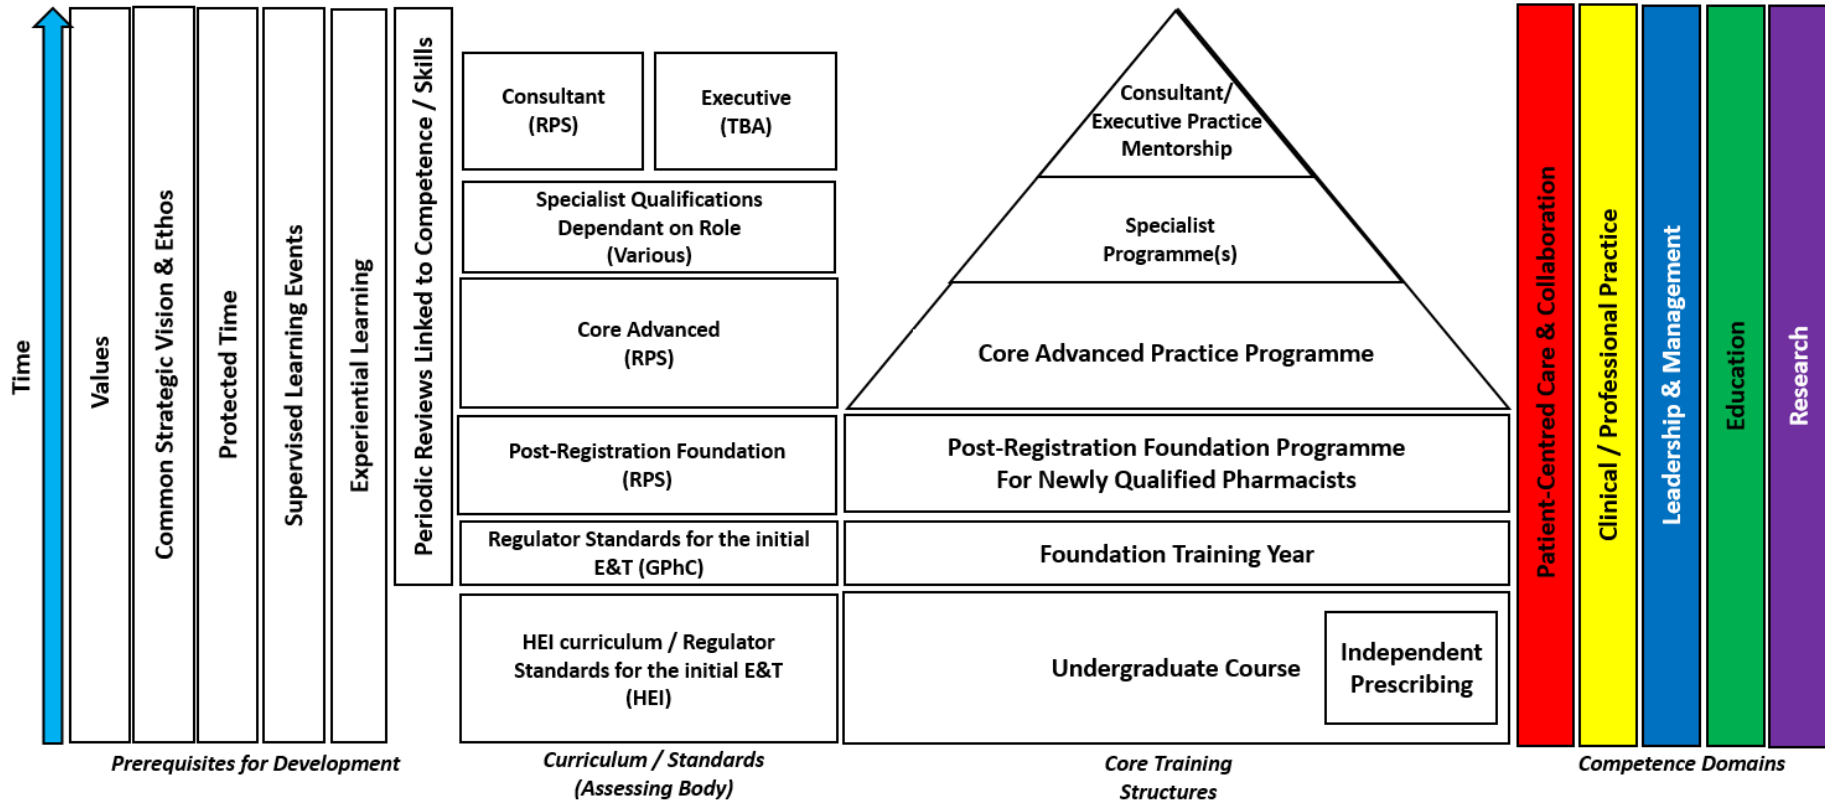 Time
Values
Common Strategic Vision & Ethos
Protected Time
Supervised Learning Events
Experiential Learning
Periodic Reviews Linked to Competence / Skills
Prerequisites for Development
Consultant
(RPS)
Executive
(TBA)
Specialist Qualifications
Dependant on Role
(Various)
Core Advanced
(RPS)
Post-Registration Foundation
(RPS)
Regulator Standards for the initial
E&T (GPhC)
HEI curriculum / Regulator
Standards for the initial E&T
(HEI)
Curriculum / Standards
(Assessing Body)
Consultant/
Executive Practice
Mentorship
Specialist
Programme(s)
Core Advanced Practice Programme
Post-Registration Foundation Programme
For Newly Qualified Pharmacists
Foundation Training Year
Undergraduate Course
Independent
Prescribing
Core Training
Structures
Patient-Centred Care & Collaboration
Clinical / Professional Practice
Leadership & Management
Education
Research
Competence Domains